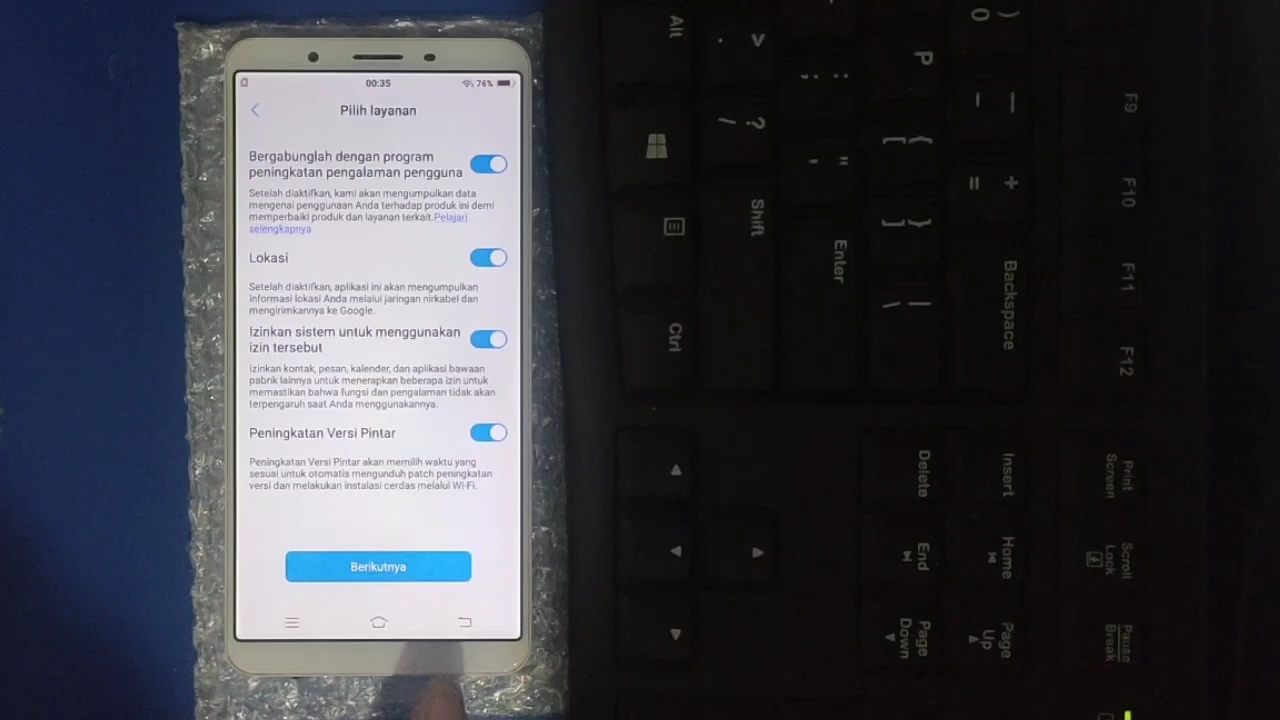 00:35
76%
Pilih layanan
Bergabunglah dengan program
peningkatan pengalaman pengguna
Setelah diaktifkan, kami akan mengumpulkan data
mengenai penggunaan Anda terhadap produk ini demi
memperbaiki produk dan layanan terkait.Pelajari
selengkapnya
Lokasi
Setelah diaktifkan, aplikasi ini akan mengumpulkan
informasi lokasi Anda melalui jaringan nirkabel dan
mengirimkannya ke Google.
Izinkan sistem untuk menggunakan
izin tersebut
Izinkan kontak, pesan, kalender, dan aplikasi bawaan
pabrik lainnya untuk menerapkan beberapa izin untuk
memastikan bahwa fungsi dan pengalaman tidak akan
terpengaruh saat Anda menggunakannya.
Peningkatan Versi Pintar
Peningkatan Versi Pintar akan memilih waktu yang
sesuai untuk otomatis mengunduh patch peningkatan
versi dan melakukan instalasi cerdas melalui Wi-Fi.
Berikutnya
Alt
Ctrl
> .
? /
Shift
: ;
" '
Enter
P
{ [
} ]
| \
) 0
_ -
+ =
Backspace
F9
F10
F11
F12
Delete
End
Page
Down
Insert
Home
Page
Up
Print
Screen
Scroll
Lock
Pause
Break